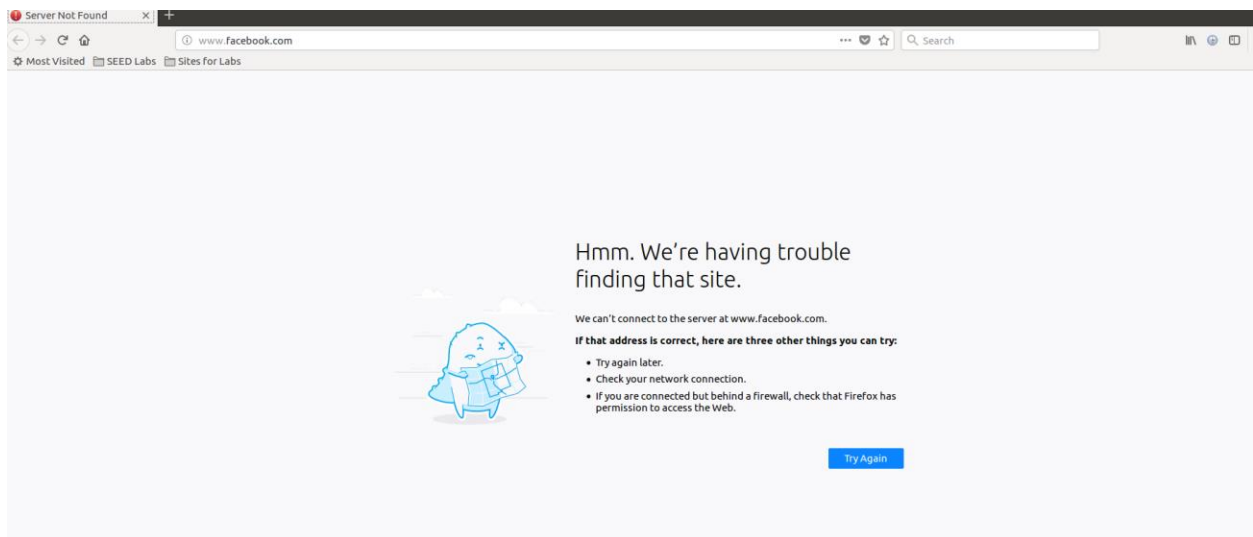 Server Not Found
www.facebook.com
Search
Most Visited SEED Labs Sites for Labs
Hmm. We're having trouble
finding that site.
We can't connect to the server at www.facebook.com.
If that address is correct, here are three other things you can try:
• Try again later.
• Check your network connection.
• If you are connected but behind a firewall, check that Firefox has
permission to access the Web.
Try Again